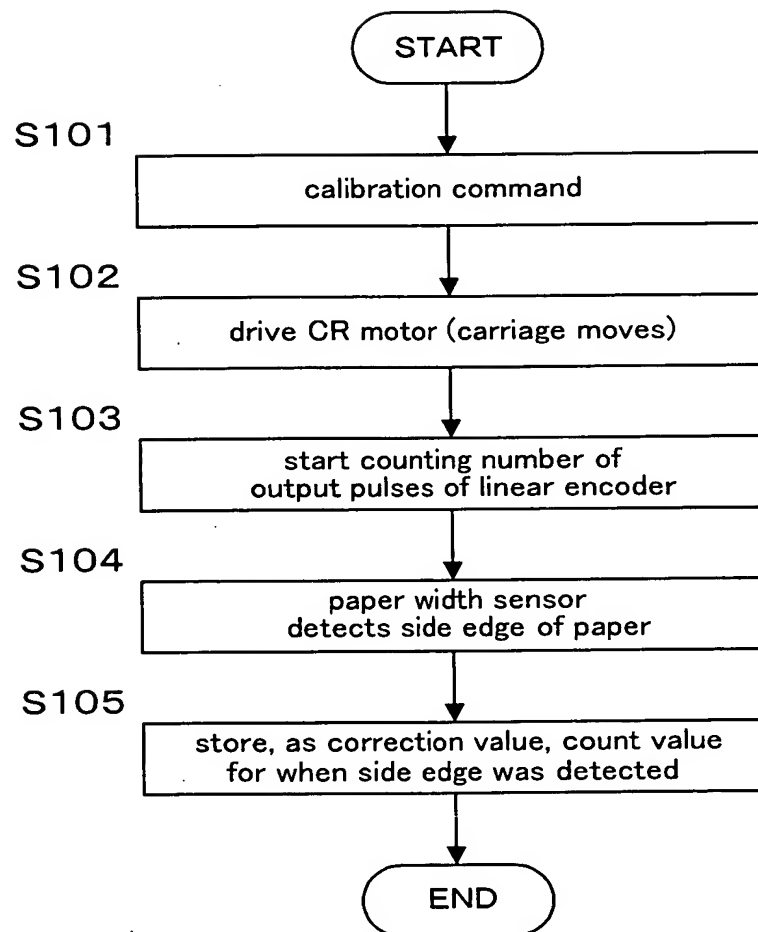 START
S101
calibration command
S102
drive CR motor (carriage moves)
S103
start counting number of
output pulses of linear encoder
S104
paper width sensor
detects side edge of paper
S105
store, as correction value, count value
for when side edge was detected
END